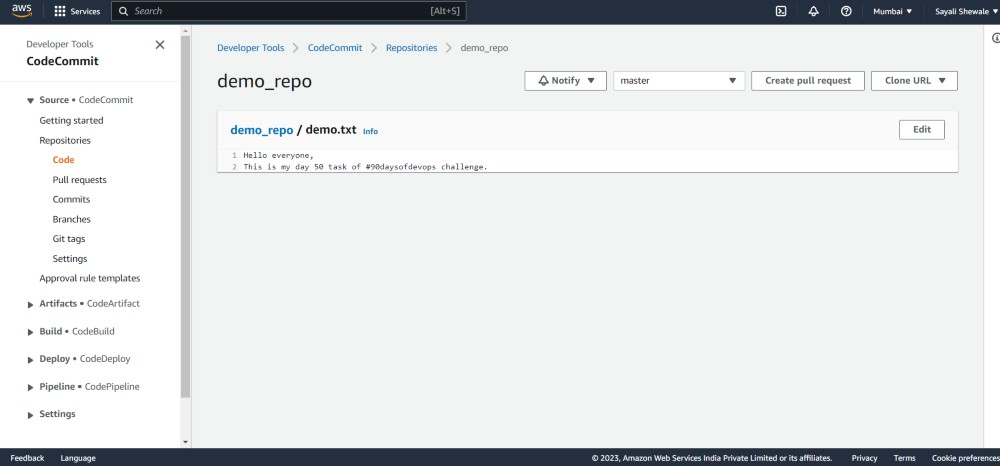 aws Services Search [Alt+S] Mumbai Sayali Shewale
Developer Tools
CodeCommit
Source • CodeCommit
Getting started
Repositories
Code
Pull requests
Commits
Branches
Git tags
Settings
Approval rule templates
Artifacts • CodeArtifact
Build • CodeBuild
Deploy • CodeDeploy
Pipeline • CodePipeline
Settings
Developer Tools > CodeCommit > Repositories > demo_repo
demo_repo Notify master Create pull request Clone URL
demo_repo / demo.txt Info Edit
1 Hello everyone,
2 This is my day 50 task of #90daysofdevops challenge.
Feedback Language © 2023, Amazon Web Services India Private Limited or its affiliates. Privacy Terms Cookie preferences